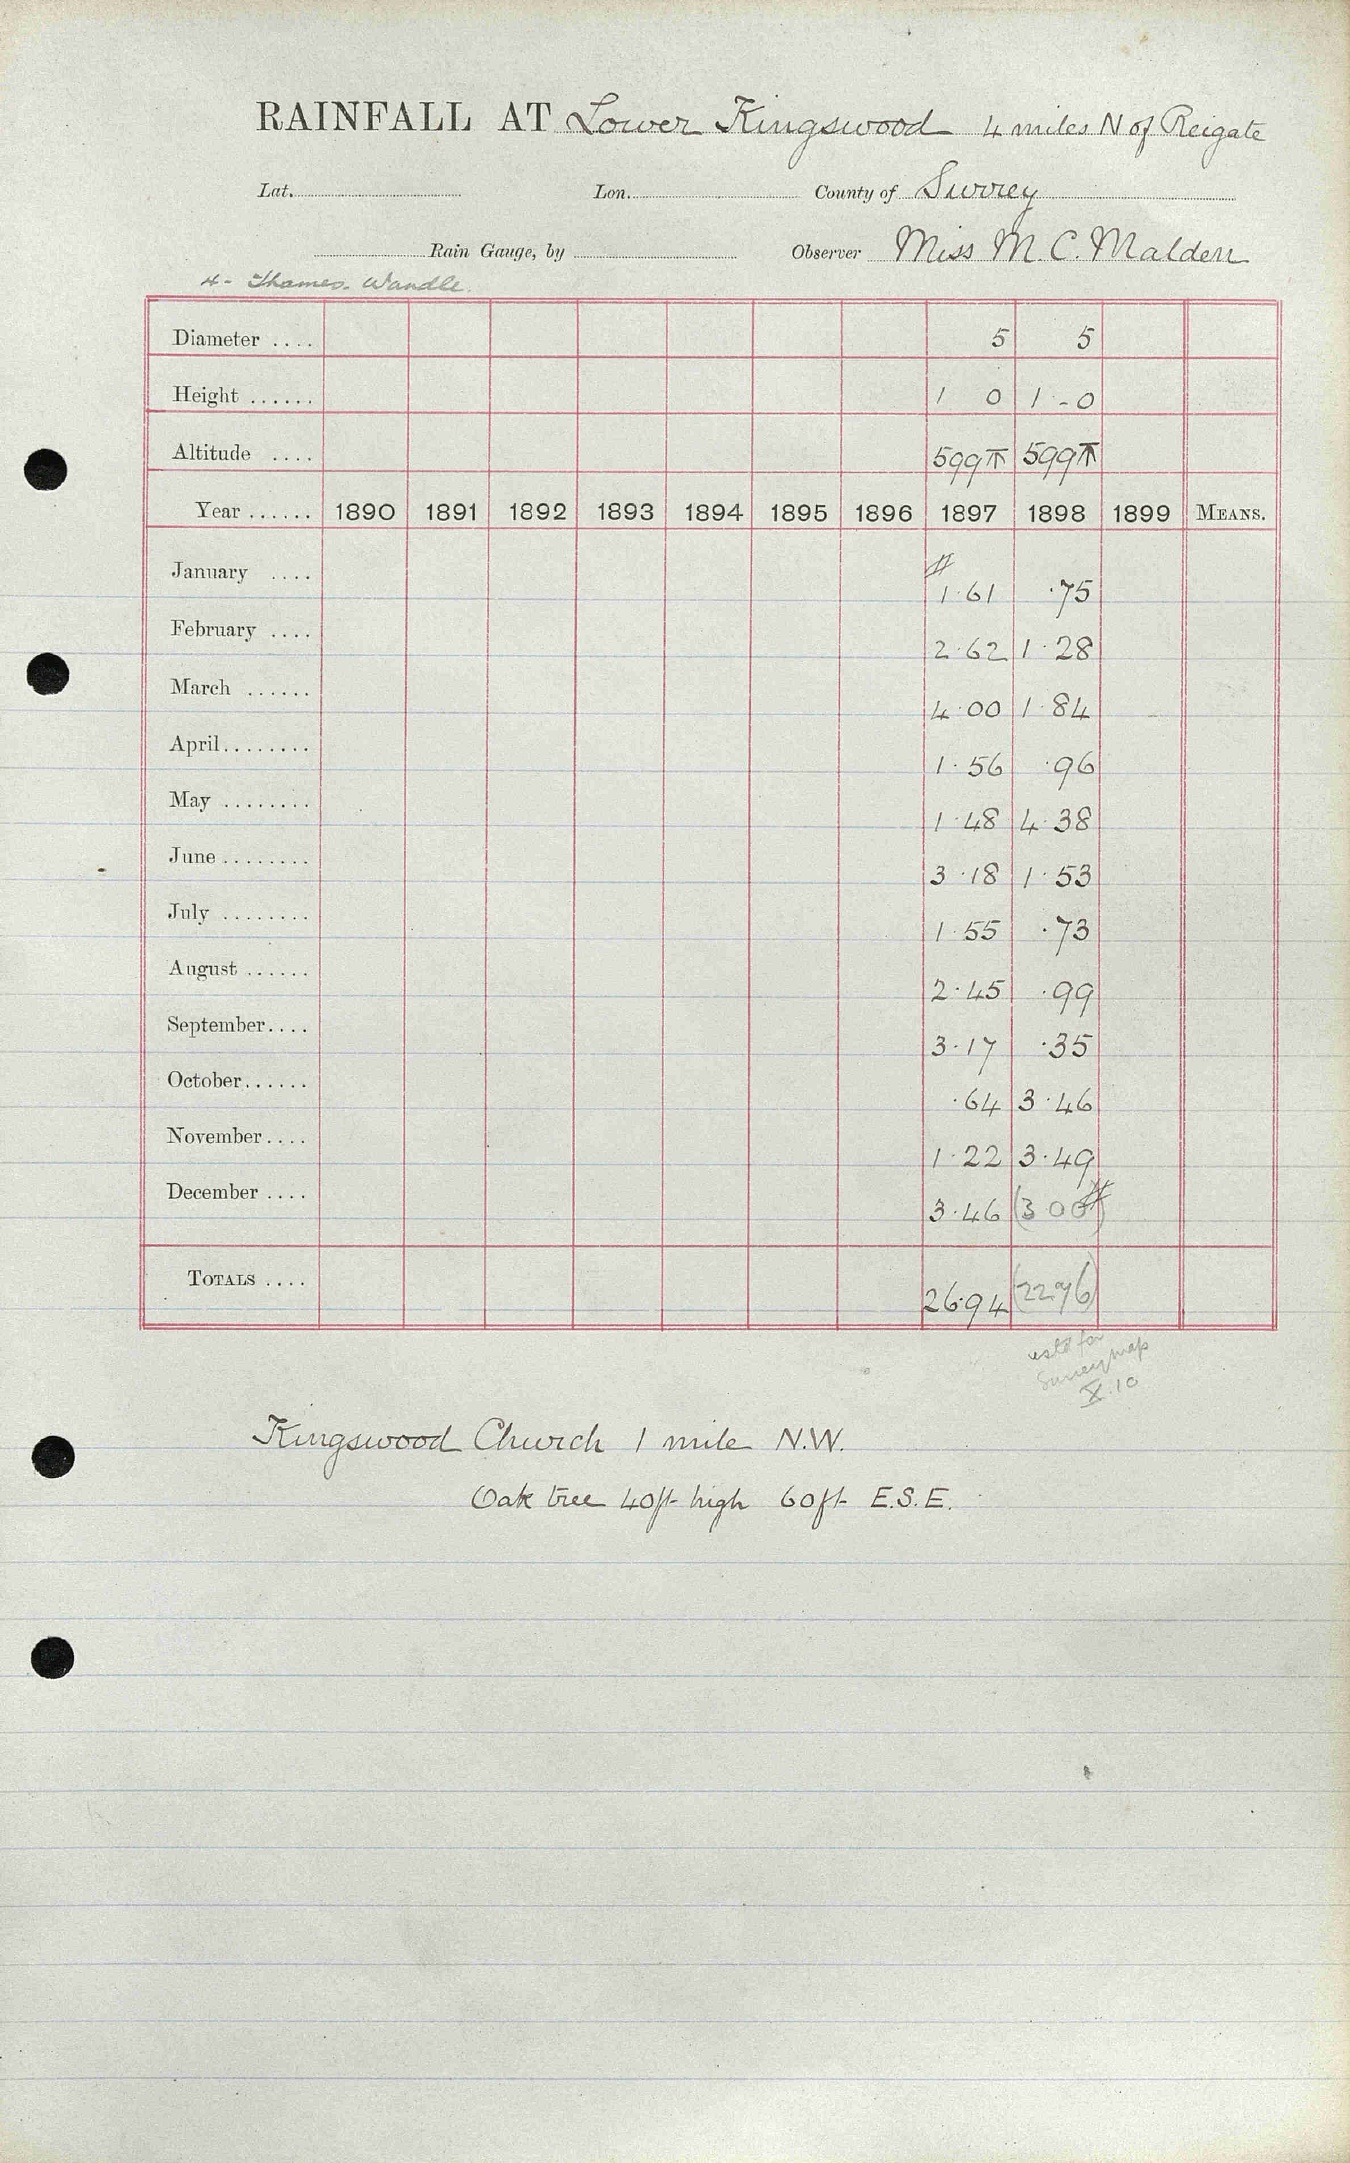 RAINFALL AT Lower Kingswood 4 miles N of Reigate
Lat. Lon. County of Surrey
Rain Gauge, by Observer Miss M. C. Malden
4 - Thames. Wandle.
Diameter .... 5 5
Height ...... 1 0 1 - 0
Altitude .... 599 T 599 T
Year ...... 1890 1891 1892 1893 1894 1895 1896 1897 1898 1899 MEANS.
January .... # 1.61 .75
February .... 2.62 1.28
March ...... 4.00 1.84
April ........ 1.56 .96
May ........ 1.48 4.38
June ........ 3.18 1.53
July ........ 1.55 .73
August ...... 2.45 .99
September .... 3.17 .35
October ...... .64 3.46
November .... 1.22 3.49
December .... 3.46 (3 00) #
TOTALS .... 26.94 (22.76)
estd for
Surrey map
X.10
Kingswood Church 1 mile N.W.
Oak tree 40ft high 60ft E.S.E.